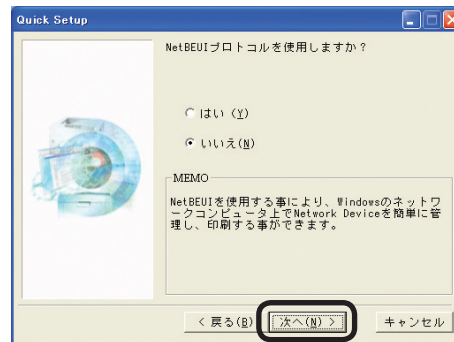 Quick Setup
NetBEUIプロトコルを使用しますか？
はい (Y)
いいえ(N)
MEMO
NetBEUIを使用する事により、Windowsのネットワ
ークコンピュータ上でNetwork Deviceを簡単に管
理し、印刷する事ができます。
< 戻る(B)
次へ(N) >
キャンセル